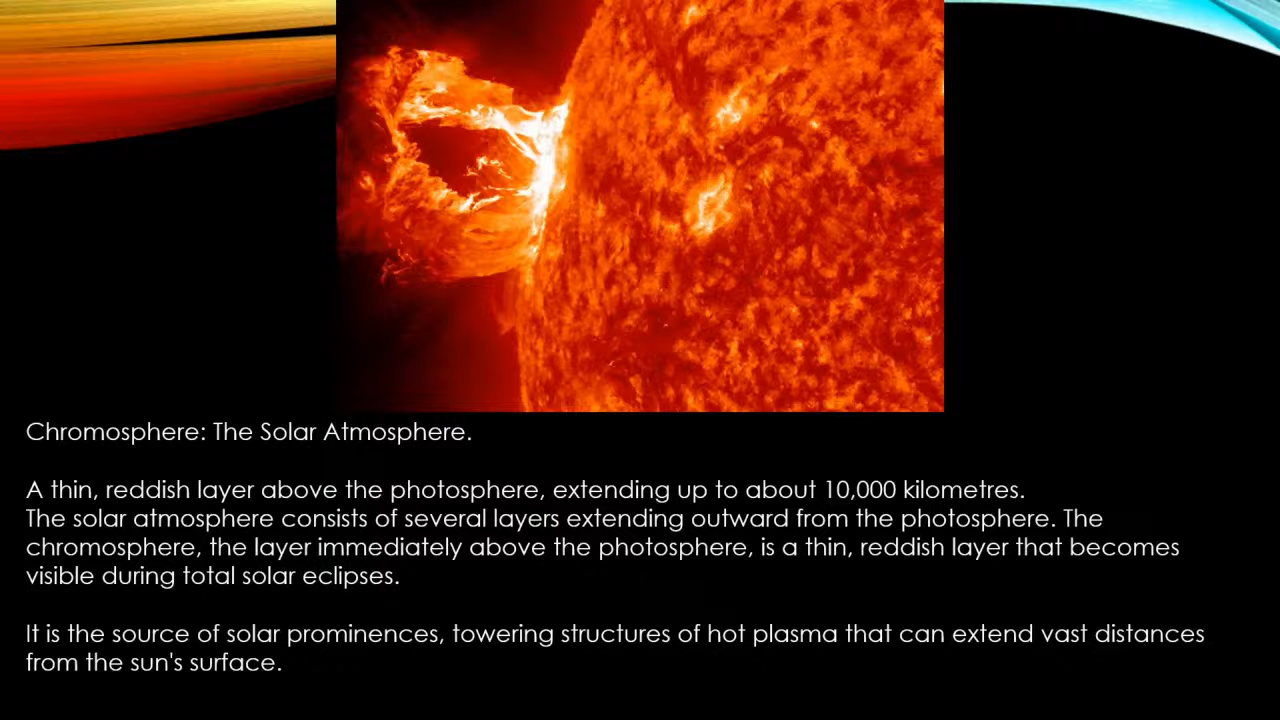 Chromosphere: The Solar Atmosphere.
A thin, reddish layer above the photosphere, extending up to about 10,000 kilometres.
The solar atmosphere consists of several layers extending outward from the photosphere. The
chromosphere, the layer immediately above the photosphere, is a thin, reddish layer that becomes
visible during total solar eclipses.
It is the source of solar prominences, towering structures of hot plasma that can extend vast distances
from the sun's surface.